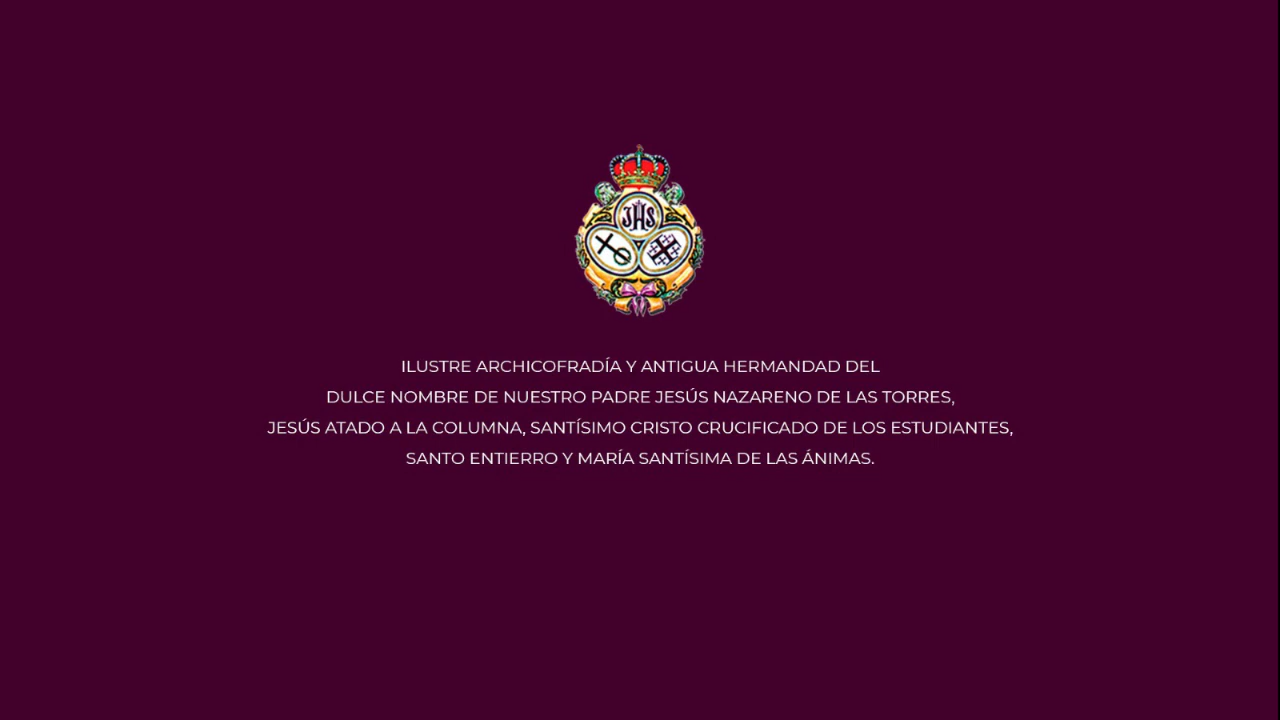 JHS
ILUSTRE ARCHICOFRADÍA Y ANTIGUA HERMANDAD DEL
DULCE NOMBRE DE NUESTRO PADRE JESÚS NAZARENO DE LAS TORRES,
JESÚS ATADO A LA COLUMNA, SANTÍSIMO CRISTO CRUCIFICADO DE LOS ESTUDIANTES,
SANTO ENTIERRO Y MARÍA SANTÍSIMA DE LAS ÁNIMAS.